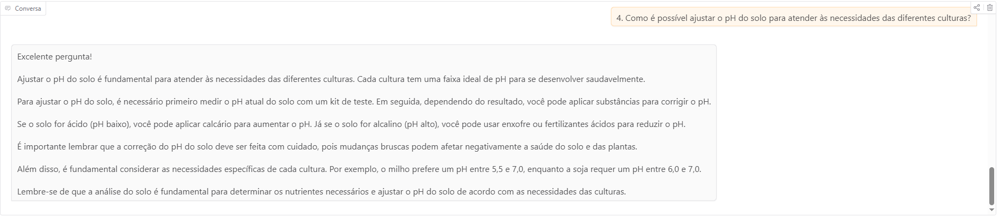 Conversa
4. Como é possível ajustar o pH do solo para atender às necessidades das diferentes culturas?
Excelente pergunta!
Ajustar o pH do solo é fundamental para atender às necessidades das diferentes culturas. Cada cultura tem uma faixa ideal de pH para se desenvolver saudavelmente.
Para ajustar o pH do solo, é necessário primeiro medir o pH atual do solo com um kit de teste. Em seguida, dependendo do resultado, você pode aplicar substâncias para corrigir o pH.
Se o solo for ácido (pH baixo), você pode aplicar calcário para aumentar o pH. Já se o solo for alcalino (pH alto), você pode usar enxofre ou fertilizantes ácidos para reduzir o pH.
É importante lembrar que a correção do pH do solo deve ser feita com cuidado, pois mudanças bruscas podem afetar negativamente a saúde do solo e das plantas.
Além disso, é fundamental considerar as necessidades específicas de cada cultura. Por exemplo, o milho prefere um pH entre 5,5 e 7,0, enquanto a soja requer um pH entre 6,0 e 7,0.
Lembre-se de que a análise do solo é fundamental para determinar os nutrientes necessários e ajustar o pH do solo de acordo com as necessidades das culturas.